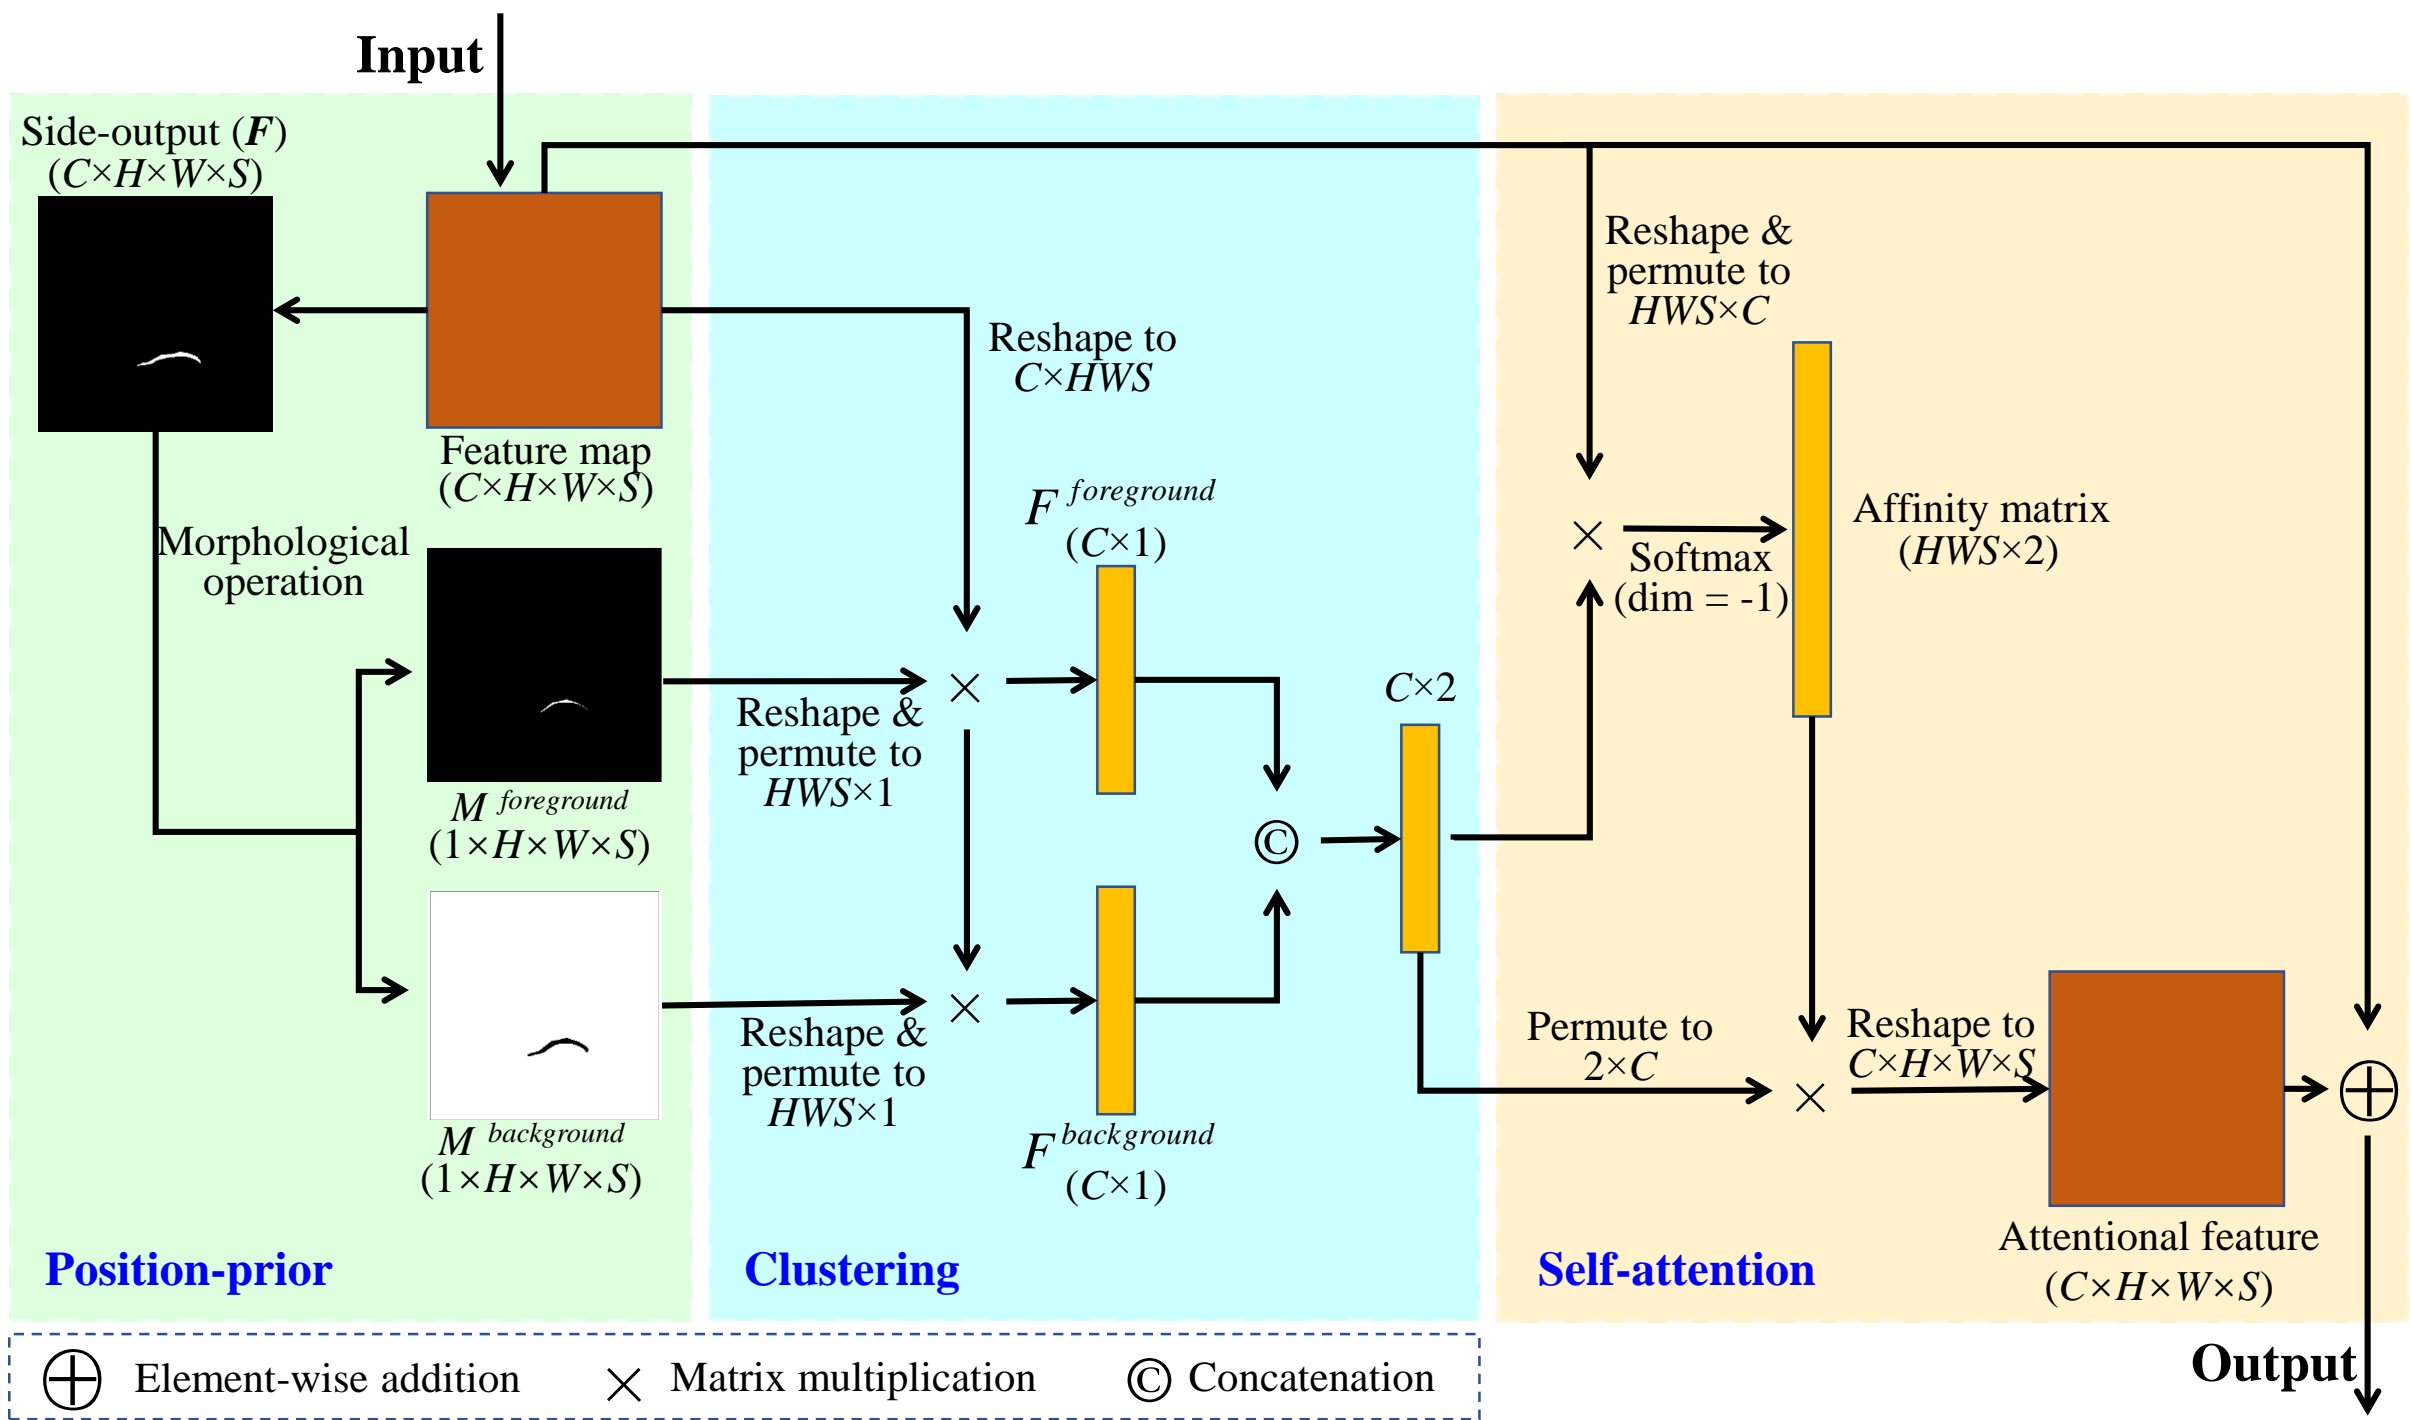 Input
Side-output (F)
(C×H×W×S)
Feature map
(C×H×W×S)
Morphological
operation
M foreground
(1×H×W×S)
M background
(1×H×W×S)
Position-prior
Reshape to
C×HWS
F foreground
(C×1)
Reshape &
permute to
HWS×1
×
C×2
©
Reshape &
permute to
HWS×1
×
F background
(C×1)
Clustering
Reshape &
permute to
HWS×C
×
Softmax
(dim = -1)
Affinity matrix
(HWS×2)
Permute to
2×C
×
Reshape to
C×H×W×S
⊕
Attentional feature
(C×H×W×S)
Self-attention
Output
⊕ Element-wise addition × Matrix multiplication © Concatenation